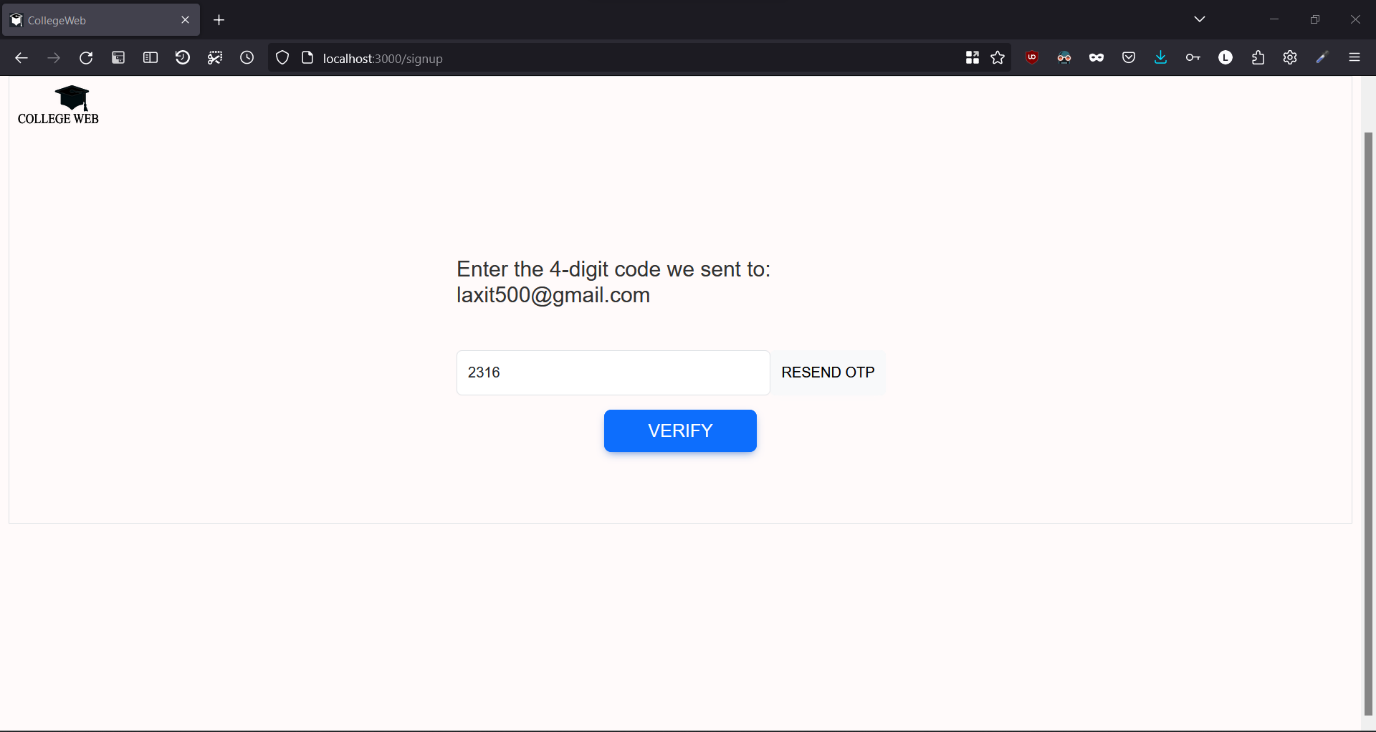 CollegeWeb
localhost:3000/signup
COLLEGE WEB
Enter the 4-digit code we sent to:
laxit500@gmail.com
2316
RESEND OTP
VERIFY